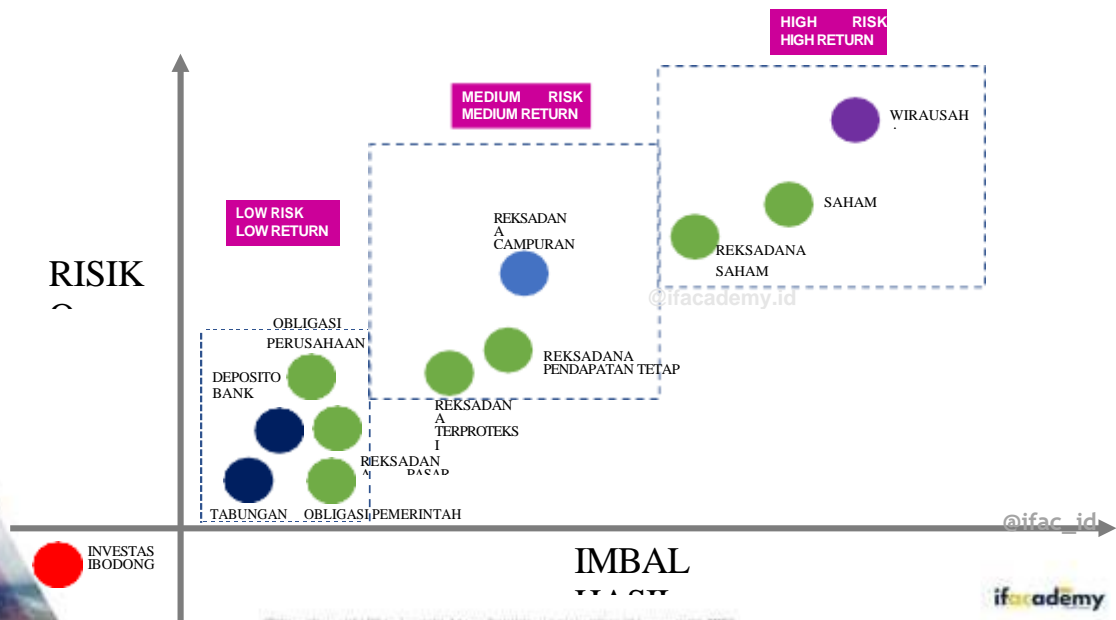 HIGH RISK
HIGH RETURN
MEDIUM RISK
MEDIUM RETURN
WIRAUSAH
LOW RISK
LOW RETURN
SAHAM
REKSADAN
A
CAMPURAN
REKSADANA
SAHAM
RISIK
@ifacademy.id
OBLIGASI
PERUSAHAAN
REKSADANA
PENDAPATAN TETAP
DEPOSITO
BANK
REKSADAN
A
TERPROTEKS
I
REKSADAN
PASAR
TABUNGAN
OBLIGASI PEMERINTAH
@ifac_id
INVESTAS
IBODONG
IMBAL
HASIL
ifacademy